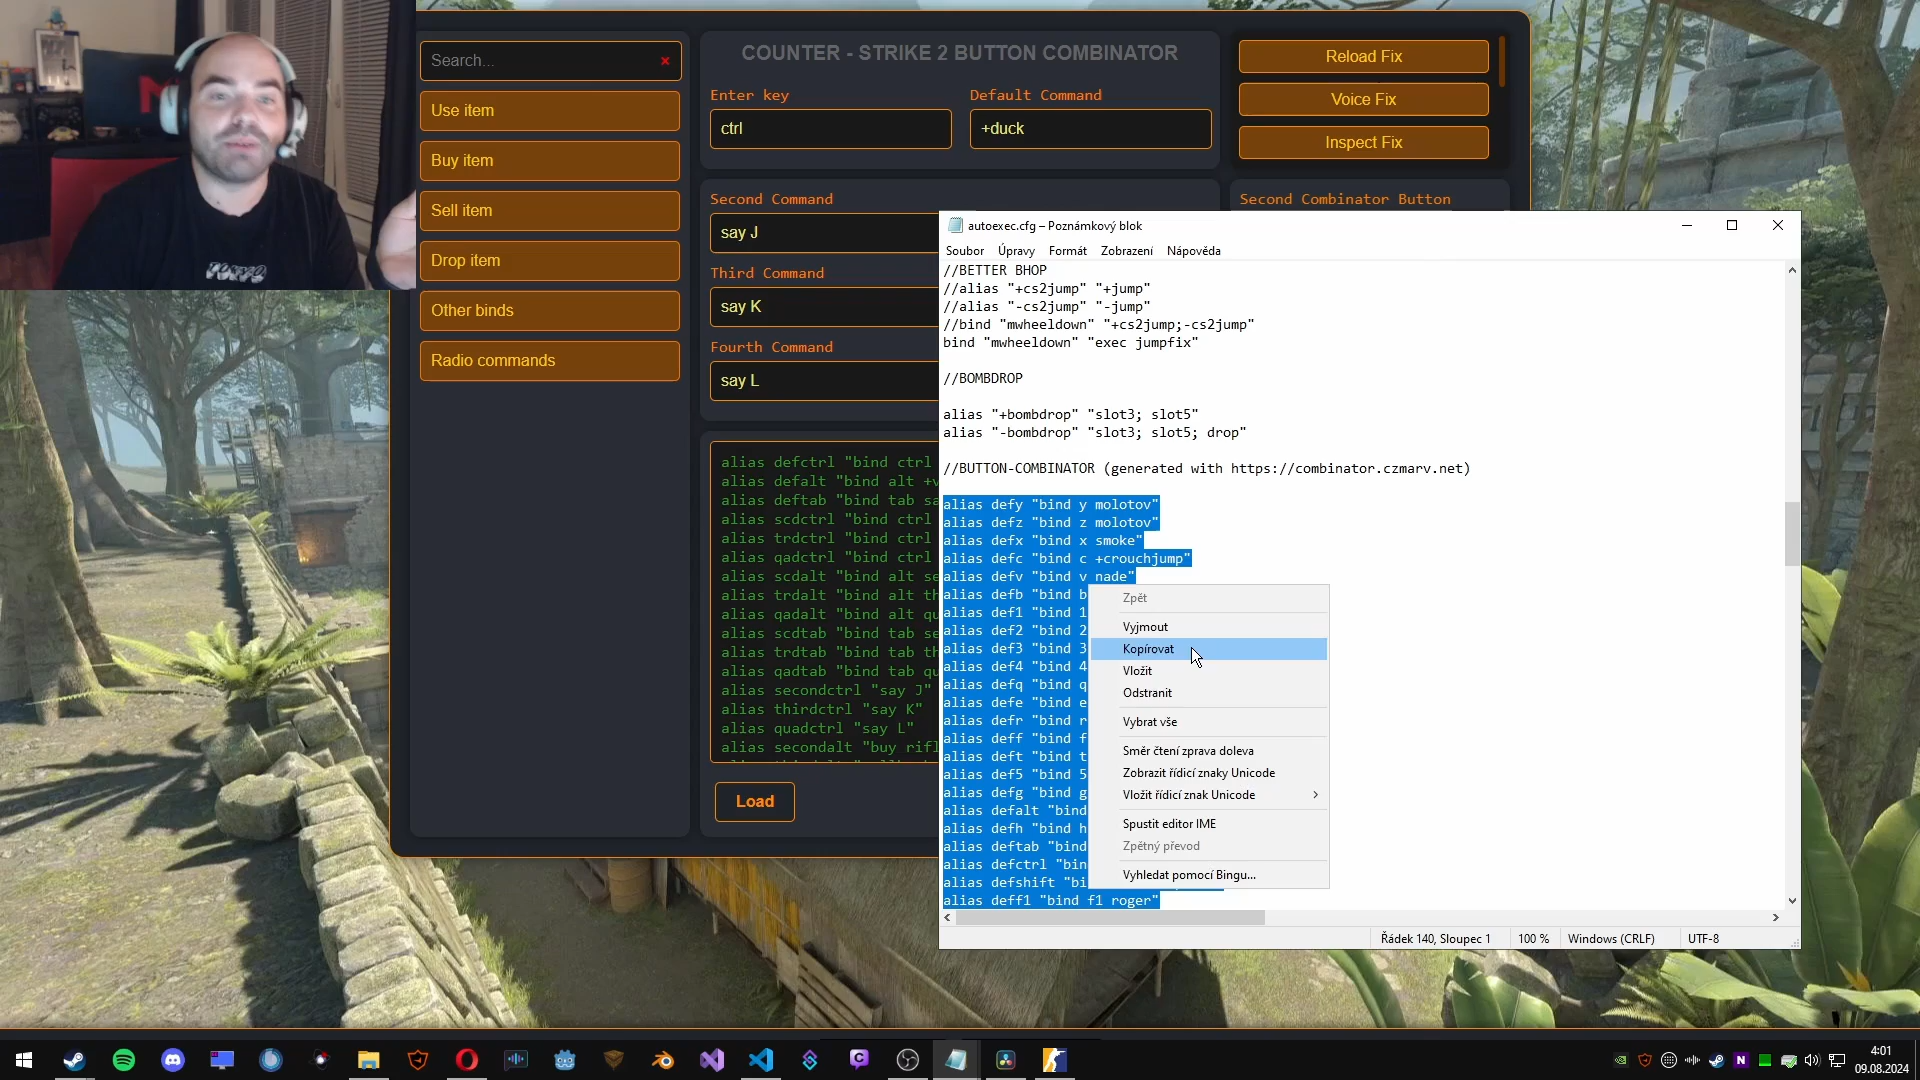 Search...
×
Use item
Buy item
Sell item
Drop item
Other binds
Radio commands
TOKYO
COUNTER - STRIKE 2 BUTTON COMBINATOR
Enter key
Default Command
ctrl
+duck
Reload Fix
Voice Fix
Inspect Fix
Second Command
say J
Third Command
say K
Fourth Command
say L
Second Combinator Button
alias defctrl "bind ctrl
alias defalt "bind alt +v
alias deftab "bind tab sa
alias scdctrl "bind ctrl
alias trdctrl "bind ctrl
alias qadctrl "bind ctrl
alias scdalt "bind alt se
alias trdalt "bind alt th
alias qadalt "bind alt qu
alias scdtab "bind tab se
alias trdtab "bind tab th
alias qadtab "bind tab qu
alias secondctrl "say J"
alias thirdctrl "say K"
alias quadctrl "say L"
alias secondalt "buy rifl
Load
autoexec.cfg – Poznámkový blok
Soubor Úpravy Formát Zobrazení Nápověda
//BETTER BHOP
//alias "+cs2jump" "+jump"
//alias "-cs2jump" "-jump"
//bind "mwheeldown" "+cs2jump;-cs2jump"
bind "mwheeldown" "exec jumpfix"
//BOMBDROP
alias "+bombdrop" "slot3; slot5"
alias "-bombdrop" "slot3; slot5; drop"
//BUTTON-COMBINATOR (generated with https://combinator.czmarv.net)
alias defy "bind y molotov"
alias defz "bind z molotov"
alias defx "bind x smoke"
alias defc "bind c +crouchjump"
alias defv "bind v nade"
alias defb "bind b
alias def1 "bind 1
alias def2 "bind 2
alias def3 "bind 3
alias def4 "bind 4
alias defq "bind q
alias defe "bind e
alias defr "bind r
alias deff "bind f
alias deft "bind t
alias def5 "bind 5
alias defg "bind g
alias defalt "bind
alias defh "bind h
alias deftab "bind
alias defctrl "bin
alias defshift "bi
alias deff1 "bind f1 roger"
Zpět
Vyjmout
Kopírovat
Vložit
Odstranit
Vybrat vše
Směr čtení zprava doleva
Zobrazit řídicí znaky Unicode
Vložit řídicí znak Unicode
Spustit editor IME
Zpětný převod
Vyhledat pomocí Bingu...
Řádek 140, Sloupec 1 100 % Windows (CRLF) UTF-8
4:01
09.08.2024